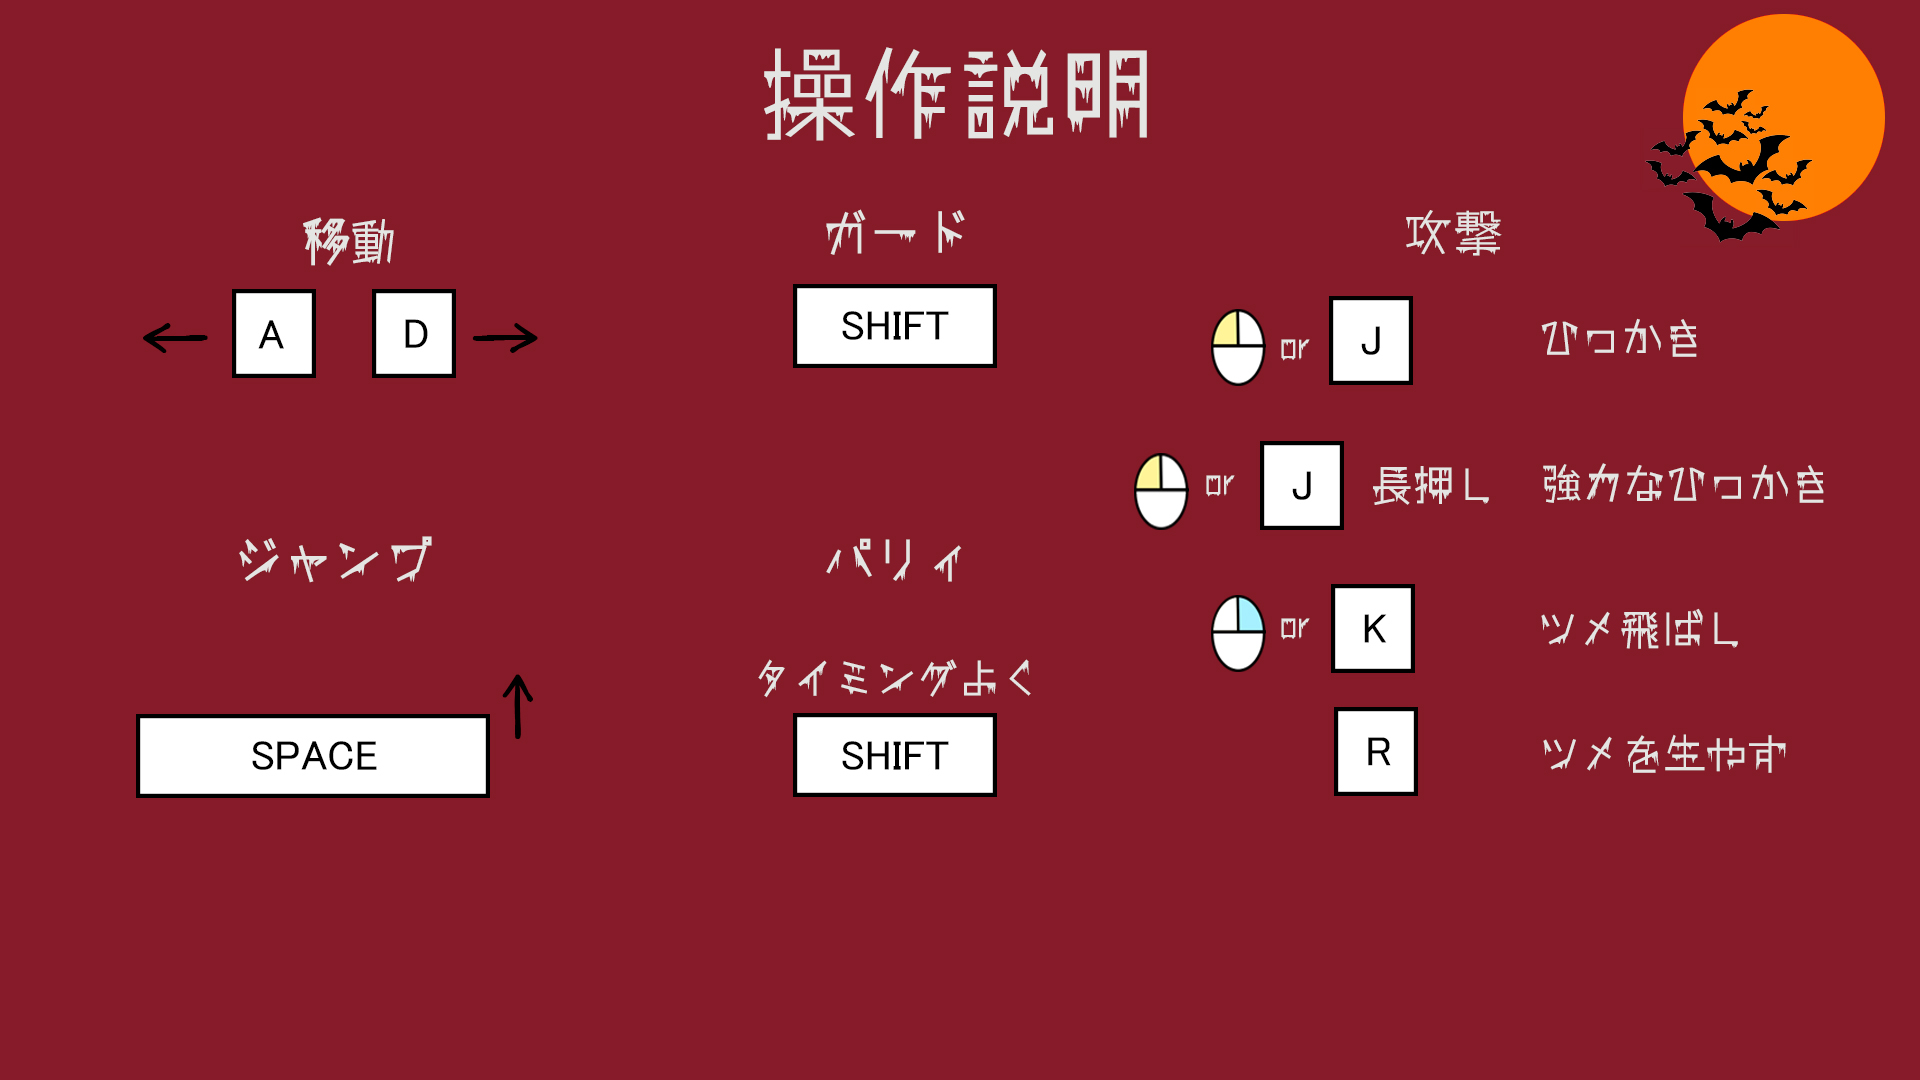 操作説明
移動
A D
ジャンプ
SPACE
ガード
SHIFT
パリィ
タイミングよく
SHIFT
攻撃
or J ひっかき
or J 長押し 強力なひっかき
or K ツメ飛ばし
R ツメを生やす